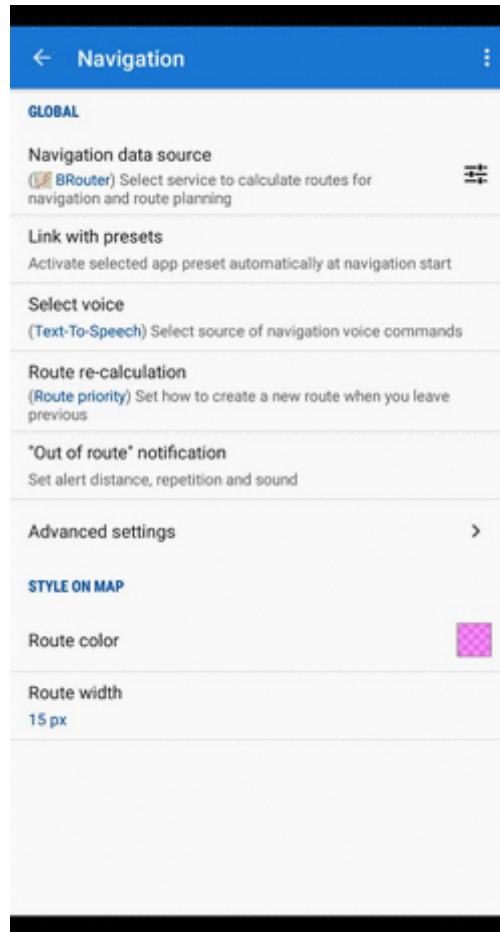 Navigation
GLOBAL
Navigation data source
(BRouter) Select service to calculate routes for
navigation and route planning
Link with presets
Activate selected app preset automatically at navigation start
Select voice
(Text-To-Speech) Select source of navigation voice commands
Route re-calculation
(Route priority) Set how to create a new route when you leave
previous
"Out of route" notification
Set alert distance, repetition and sound
Advanced settings
STYLE ON MAP
Route color
Route width
15 px